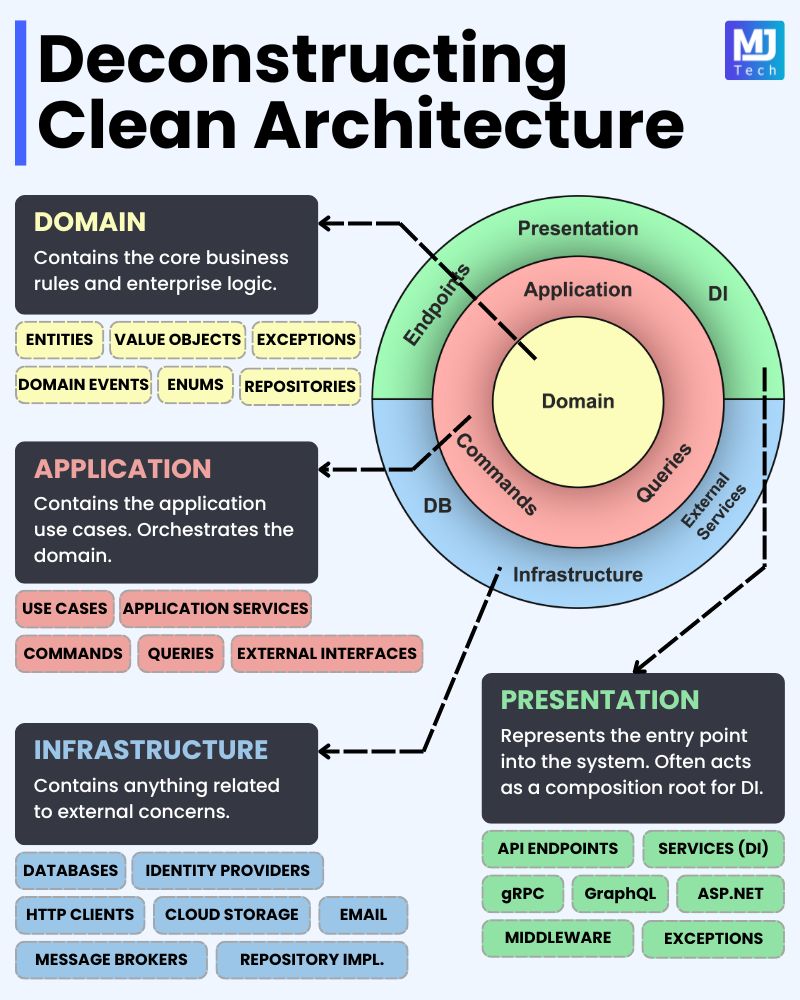 Deconstructing
Clean Architecture
MJ
Tech
DOMAIN
Contains the core business
rules and enterprise logic.
ENTITIES
VALUE OBJECTS
EXCEPTIONS
DOMAIN EVENTS
ENUMS
REPOSITORIES
Presentation
Endpoints
Application
DI
Domain
Commands
Queries
DB
External
Services
Infrastructure
APPLICATION
Contains the application
use cases. Orchestrates the
domain.
USE CASES
APPLICATION SERVICES
COMMANDS
QUERIES
EXTERNAL INTERFACES
INFRASTRUCTURE
Contains anything related
to external concerns.
DATABASES
IDENTITY PROVIDERS
HTTP CLIENTS
CLOUD STORAGE
EMAIL
MESSAGE BROKERS
REPOSITORY IMPL.
PRESENTATION
Represents the entry point
into the system. Often acts
as a composition root for DI.
API ENDPOINTS
SERVICES (DI)
gRPC
GraphQL
ASP.NET
MIDDLEWARE
EXCEPTIONS